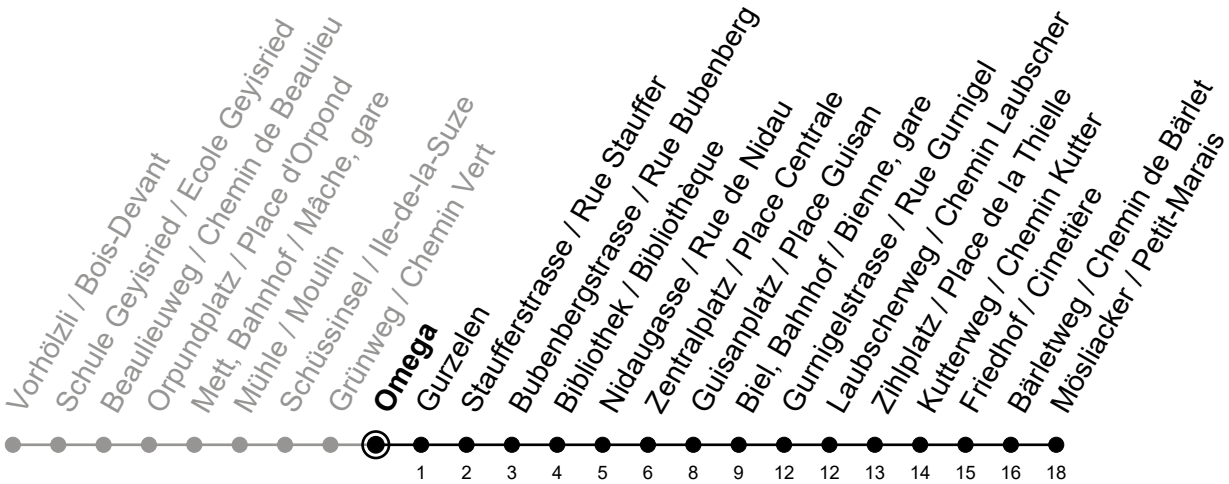 Vorhölzli / Bois-Devant
Schule Geyisried / Ecole Geyisried
Beaulieuweg / Chemin de Beaulieu
Orpundplatz / Place d'Orpond
Mett, Bahnhof / Mâche, gare
Mühle / Moulin
Schüssinsel / Ile-de-la-Suze
Grünweg / Chemin Vert
Omega
Gurzelen
Staufferstrasse / Rue Stauffer
Bubenbergstrasse / Rue Bubenberg
Bibliothek / Bibliothèque
Nidaugasse / Rue de Nidau
Zentralplatz / Place Centrale
Guisanplatz / Place Guisan
Biel, Bahnhof / Bienne, gare
Gurnigelstrasse / Rue Gurnigel
Laubscherweg / Chemin Laubscher
Zihlplatz / Place de la Thielle
Kutterweg / Chemin Kutter
Friedhof / Cimetière
Bärletweg / Chemin de Bärlet
Mösliacker / Petit-Marais
1 2 3 4 5 6 8 9 12 12 13 14 15 16 18